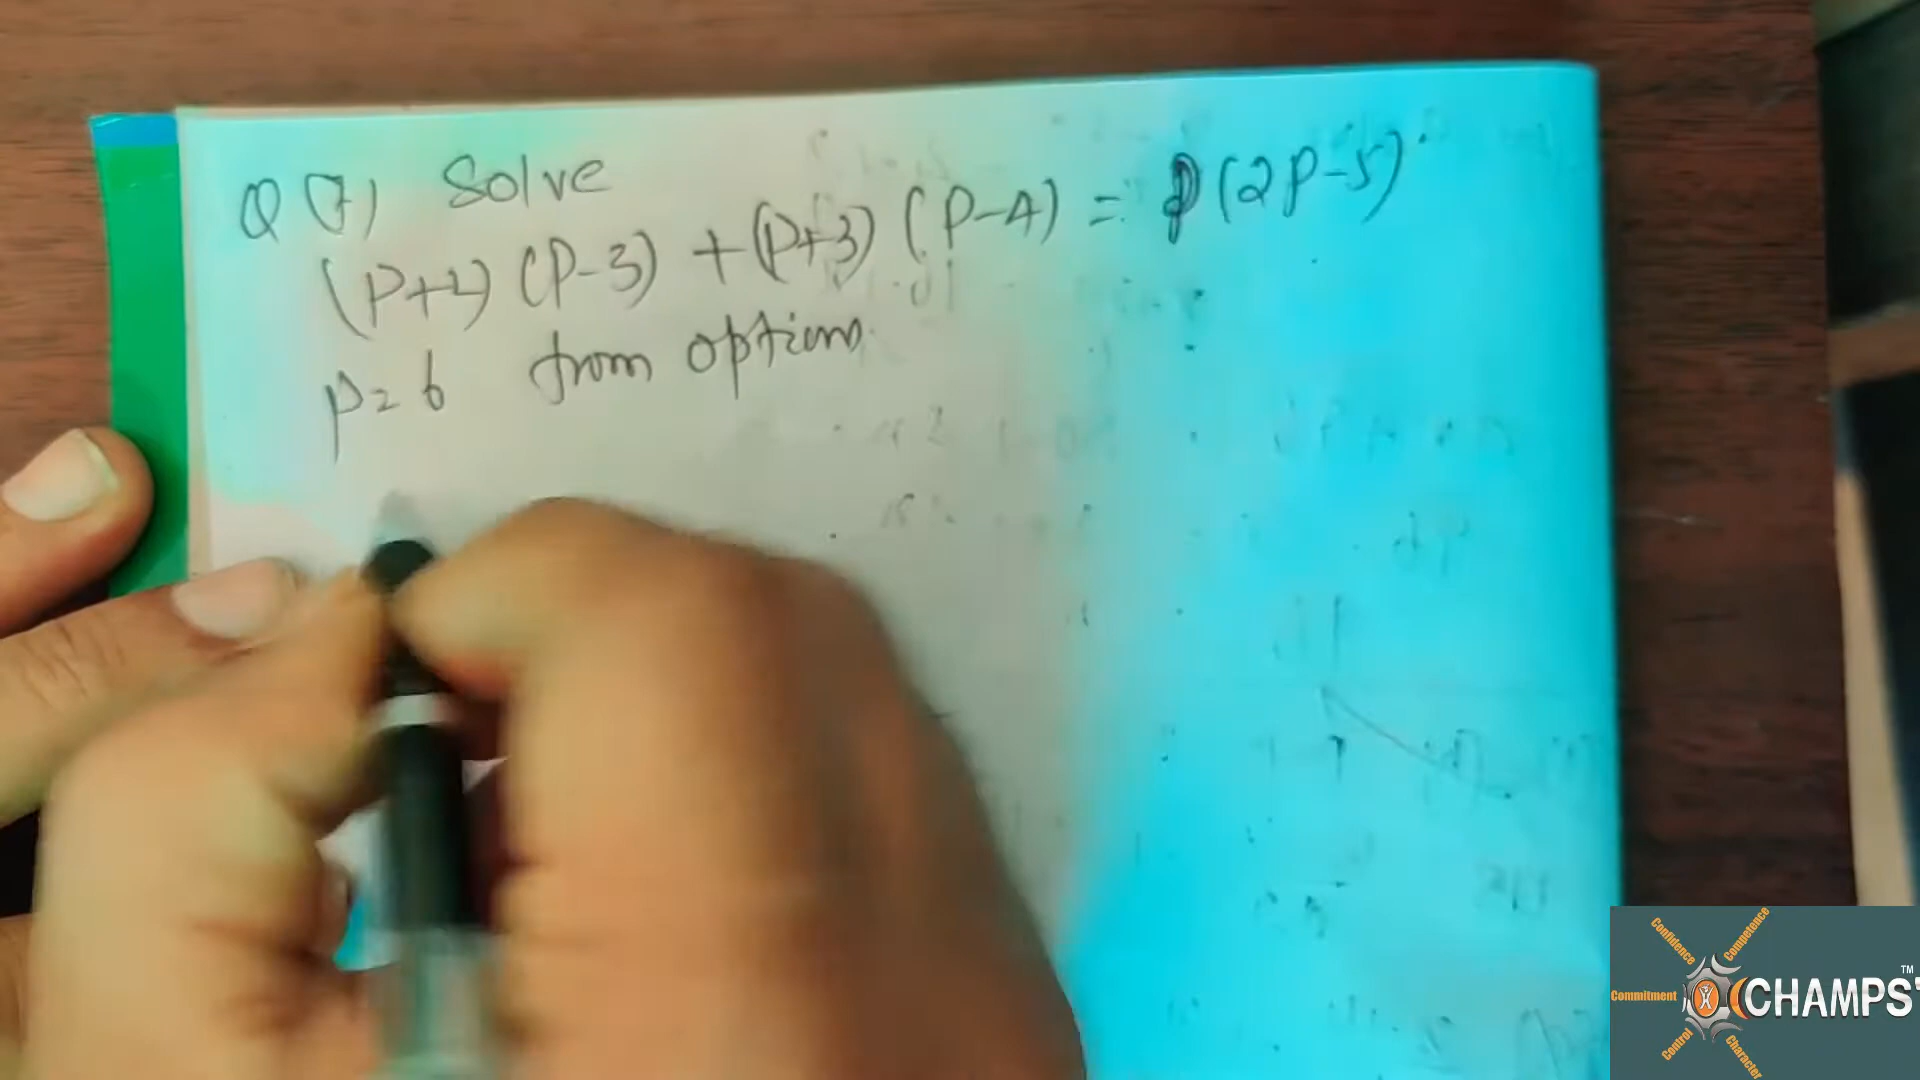 Q (7) Solve
(P+2) (P-3) + (P+3) (P-4) = P (2P-5)
P = 6 from options
Confidence
Competence
Commitment
CHAMPS™
Control
Character